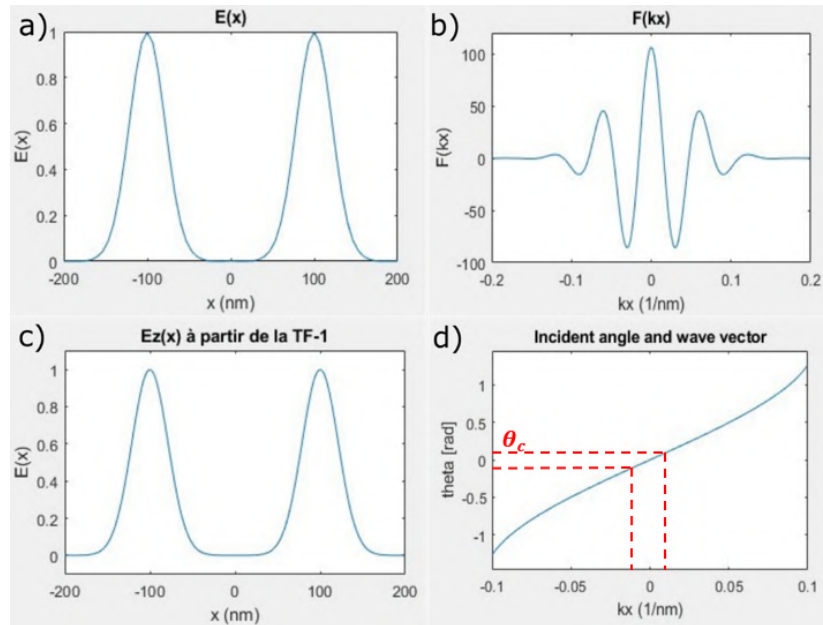 a)
E(x)
1
0.8
0.6
0.4
0.2
0
E(x)
-200 -100 0 100 200
x (nm)
b)
F(kx)
100
50
0
-50
-100
F(kx)
-0.2 -0.1 0 0.1 0.2
kx (1/nm)
c)
Ez(x) à partir de la TF-1
1
0.8
0.6
0.4
0.2
0
E(x)
-200 -100 0 100 200
x (nm)
d)
Incident angle and wave vector
1
0.5
0
-0.5
-1
theta [rad]
θc
-0.1 -0.05 0 0.05 0.1
kx (1/nm)